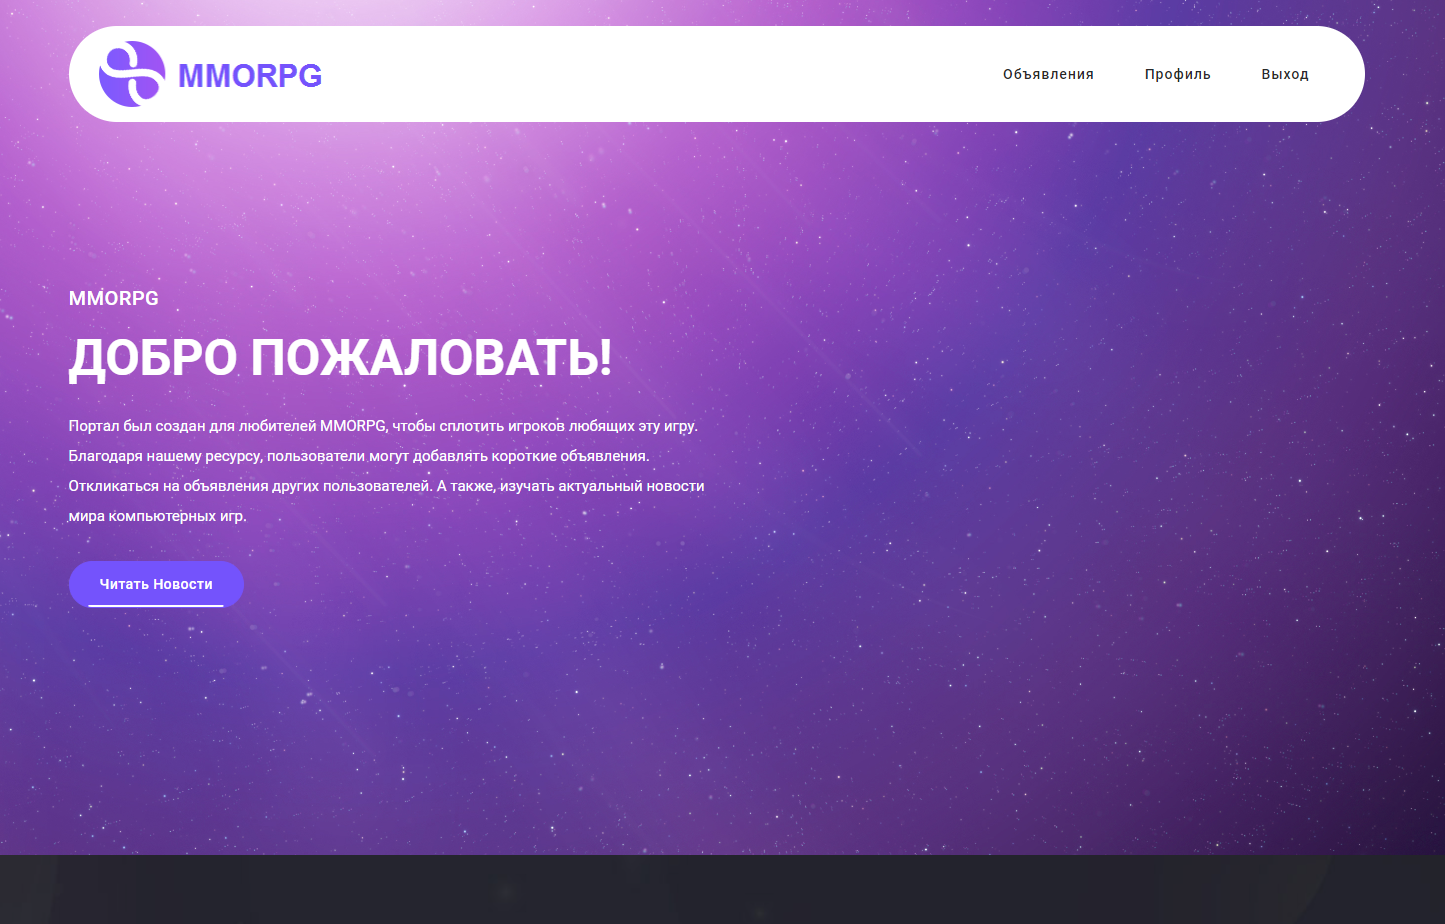 MMORPG
Объявления
Профиль
Выход
MMORPG
ДОБРО ПОЖАЛОВАТЬ!
Портал был создан для любителей MMORPG, чтобы сплотить игроков любящих эту игру.
Благодаря нашему ресурсу, пользователи могут добавлять короткие объявления.
Откликаться на объявления других пользователей. А также, изучать актуальный новости
мира компьютерных игр.
Читать Новости